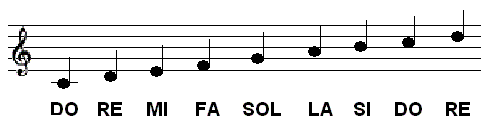 DO RE MI FA SOL LA SI DO RE